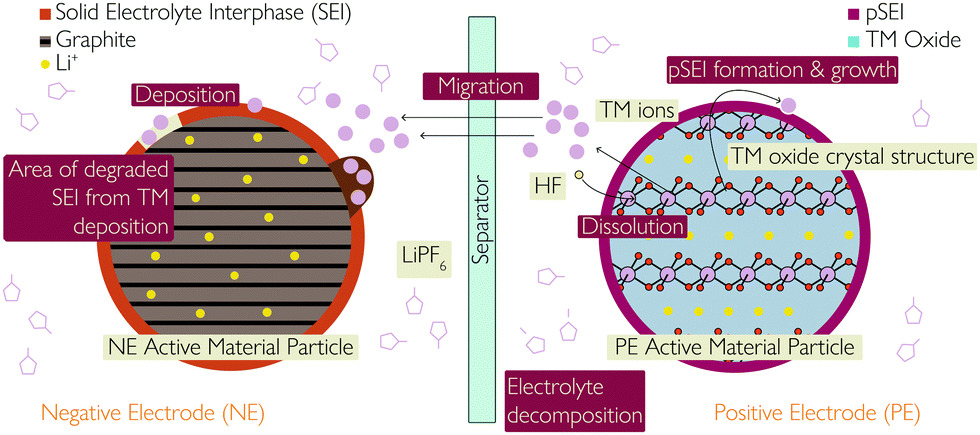 Solid Electrolyte Interphase (SEI)
Graphite
Li+
pSEI
TM Oxide
Deposition
Migration
pSEI formation & growth
TM ions
TM oxide crystal structure
Area of degraded
SEI from TM
deposition
HF
Dissolution
LiPF6
Separator
NE Active Material Particle
PE Active Material Particle
Electrolyte
decomposition
Negative Electrode (NE)
Positive Electrode (PE)